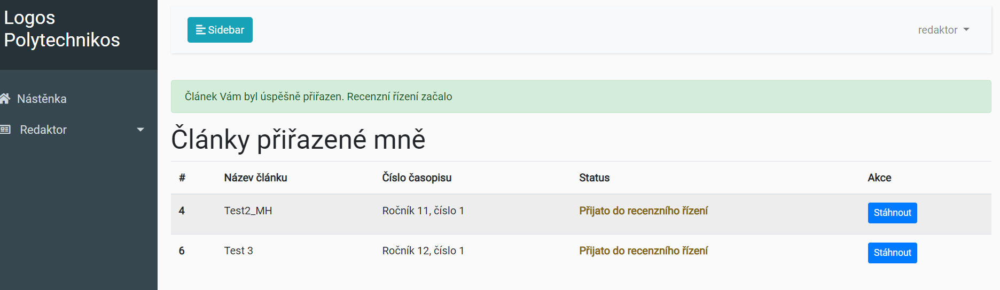 Logos
Polytechnikos
Sidebar
redaktor
Nástěnka
Redaktor
Článek Vám byl úspěšně přiřazen. Recenzní řízení začalo
Články přiřazené mně
# Název článku Číslo časopisu Status Akce
4 Test2_MH Ročník 11, číslo 1 Přijato do recenzního řízení Stáhnout
6 Test 3 Ročník 12, číslo 1 Přijato do recenzního řízení Stáhnout